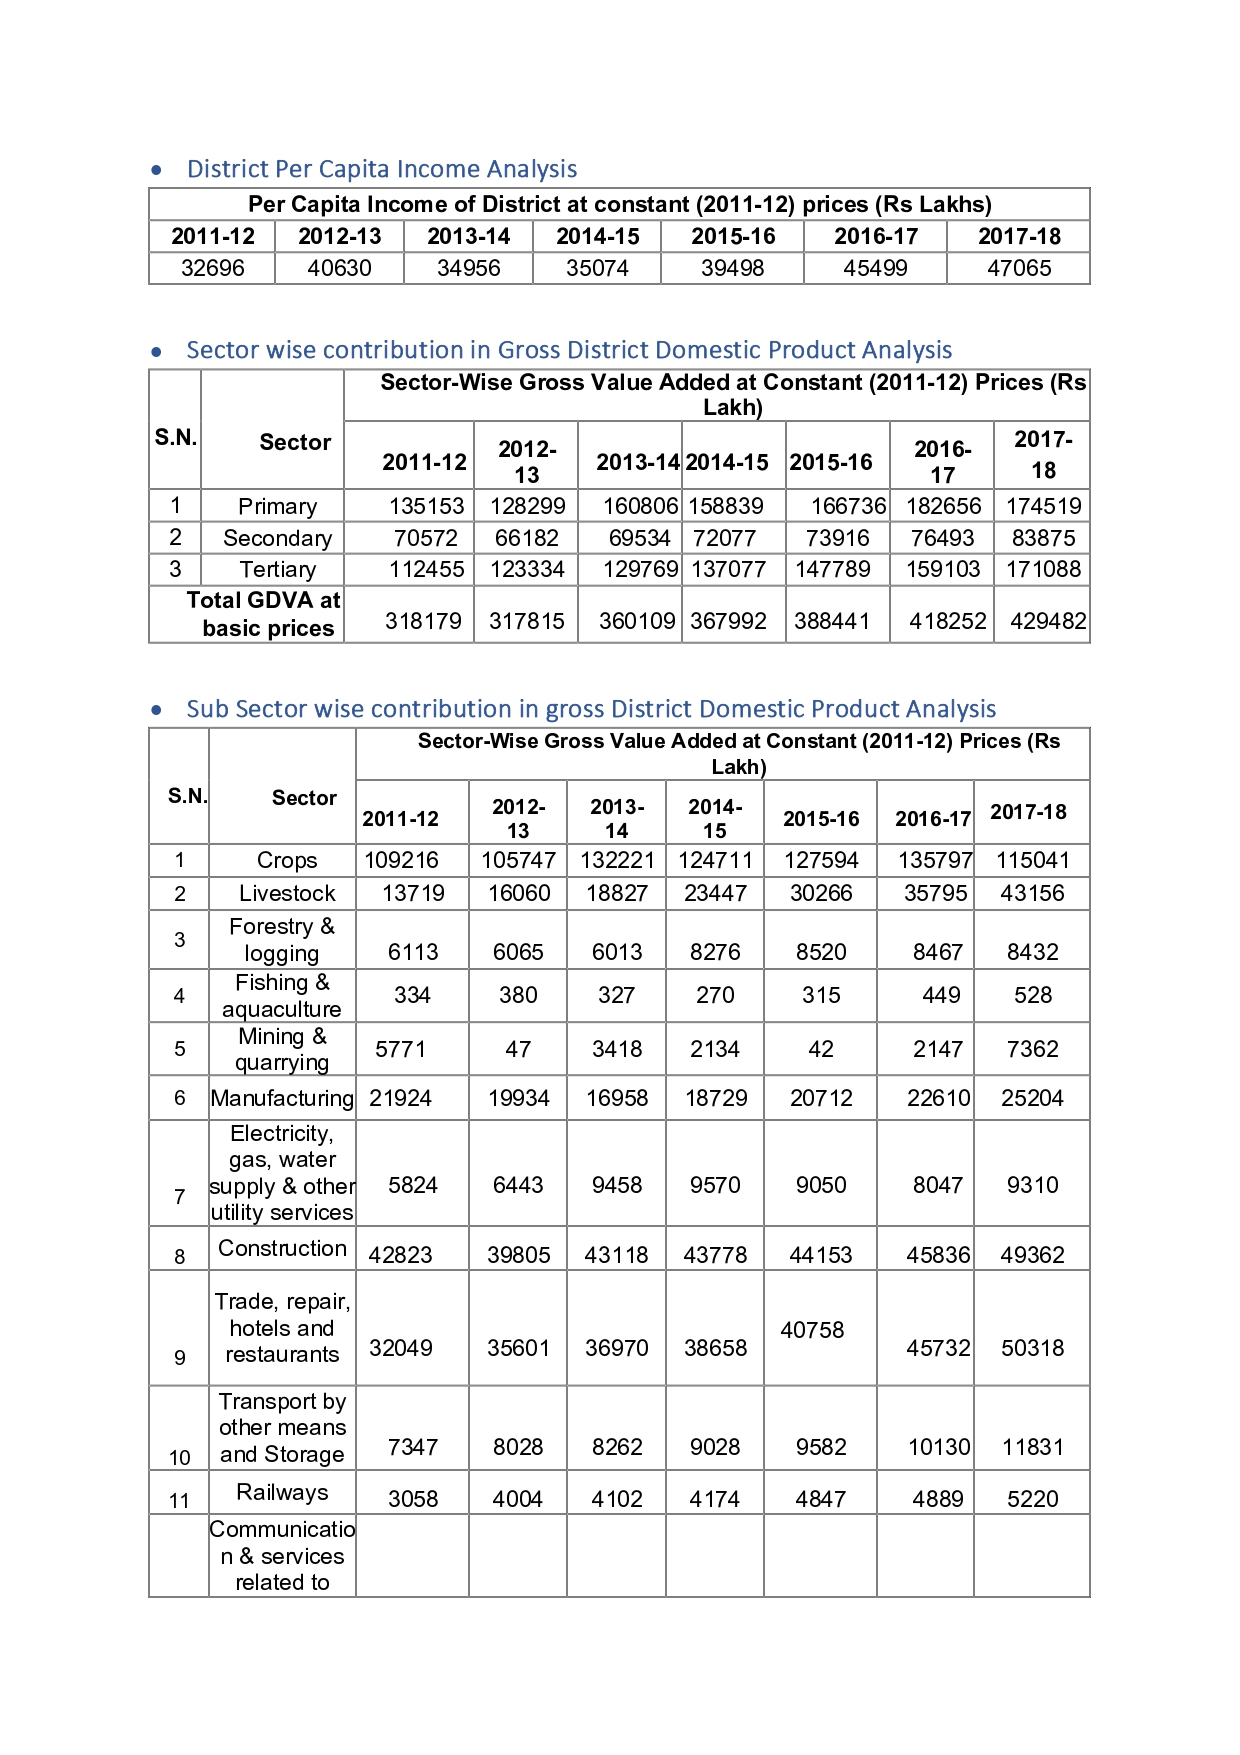 • District Per Capita Income Analysis
Per Capita Income of District at constant (2011-12) prices (Rs Lakhs)
2011-12 2012-13 2013-14 2014-15 2015-16 2016-17 2017-18
32696 40630 34956 35074 39498 45499 47065
• Sector wise contribution in Gross District Domestic Product Analysis
S.N. Sector Sector-Wise Gross Value Added at Constant (2011-12) Prices (Rs
Lakh)
2011-12 2012-
13 2013-14 2014-15 2015-16 2016-
17 2017-
18
1 Primary 135153 128299 160806 158839 166736 182656 174519
2 Secondary 70572 66182 69534 72077 73916 76493 83875
3 Tertiary 112455 123334 129769 137077 147789 159103 171088
Total GDVA at
basic prices 318179 317815 360109 367992 388441 418252 429482
• Sub Sector wise contribution in gross District Domestic Product Analysis
S.N. Sector Sector-Wise Gross Value Added at Constant (2011-12) Prices (Rs
Lakh)
2011-12 2012-
13 2013-
14 2014-
15 2015-16 2016-17 2017-18
1 Crops 109216 105747 132221 124711 127594 135797 115041
2 Livestock 13719 16060 18827 23447 30266 35795 43156
3 Forestry &
logging 6113 6065 6013 8276 8520 8467 8432
4 Fishing &
aquaculture 334 380 327 270 315 449 528
5 Mining &
quarrying 5771 47 3418 2134 42 2147 7362
6 Manufacturing 21924 19934 16958 18729 20712 22610 25204
7 Electricity,
gas, water
supply & other
utility services 5824 6443 9458 9570 9050 8047 9310
8 Construction 42823 39805 43118 43778 44153 45836 49362
9 Trade, repair,
hotels and
restaurants 32049 35601 36970 38658 40758 45732 50318
10 Transport by
other means
and Storage 7347 8028 8262 9028 9582 10130 11831
11 Railways 3058 4004 4102 4174 4847 4889 5220
Communicatio
n & services
related to